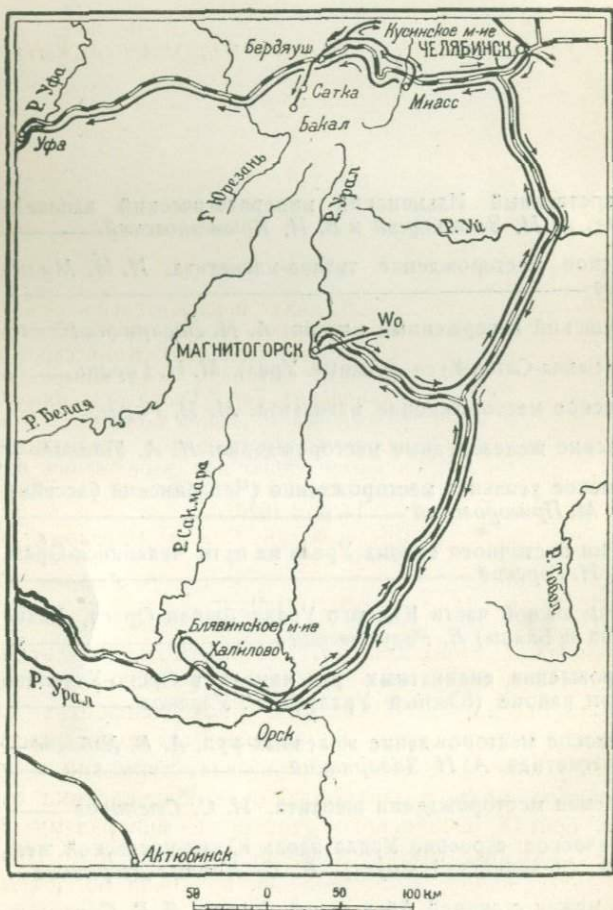 Кусинское м-ние
Бердяуш
ЧЕЛЯБИНСК
Р. Уфа
Сатка
Миасс
Бакал
Уфа
Р. Юрезань
Р. Урал
Р. Уй
Wo
МАГНИТОГОРСК
Р. Белая
Р. Сакмара
Р. Тобол
Блявинское м-ние
Халилово
Р. Урал
Орск
Актюбинск
50 0 50 100 км